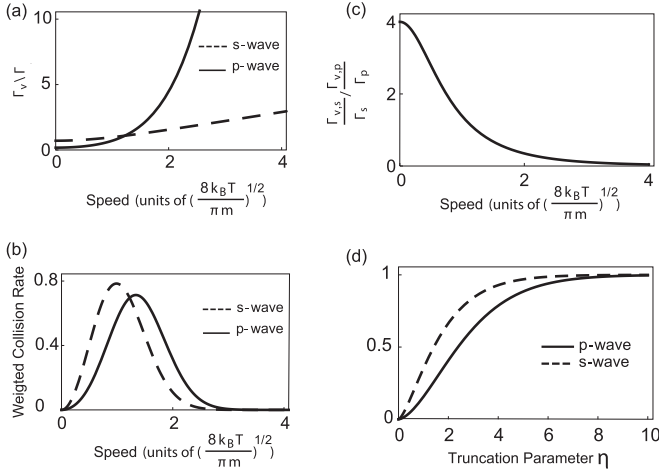 (a)
10
5
0
0
2
4
Γv \ Γ
s-wave
p-wave
Speed (units of (8 kB T / π m)^1/2)
(c)
4
2
0
0
2
4
Γv,s / Γs / Γv,p / Γp
Speed (units of (8 kB T / π m)^1/2)
(b)
0.8
0.4
0
0
2
4
Weigted Collision Rate
s-wave
p-wave
Speed (units of (8 kB T / π m)^1/2)
(d)
1
0.5
0
0
2
4
6
8
10
p-wave
s-wave
Truncation Parameter η